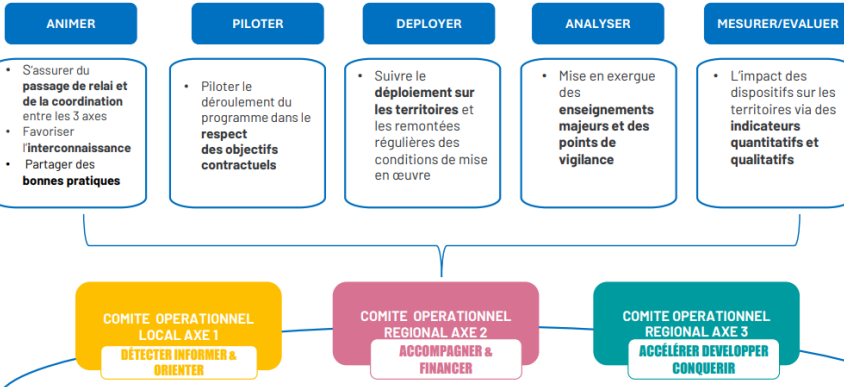 ANIMER
PILOTER
DEPLOYER
ANALYSER
MESURER/EVALUER
• S'assurer du
passage de relai et
de la coordination
entre les 3 axes
• Favoriser
l'interconnaissance
• Partager des
bonnes pratiques
• Piloter le
déroulement du
programme dans le
respect
des objectifs
contractuels
• Suivre le
déploiement sur
les territoires et
les remontées
régulières des
conditions de mise
en œuvre
• Mise en exergue
des
enseignements
majeurs et des
points de
vigilance
• L'impact des
dispositifs sur les
territoires via des
indicateurs
quantitatifs et
qualitatifs
COMITE OPERATIONNEL
LOCAL AXE 1
DÉTECTER INFORMER &
ORIENTER
COMITE OPERATIONNEL
REGIONAL AXE 2
ACCOMPAGNER &
FINANCER
COMITE OPERATIONNEL
REGIONAL AXE 3
ACCÉLÉRER DEVELOPPER
CONQUERIR